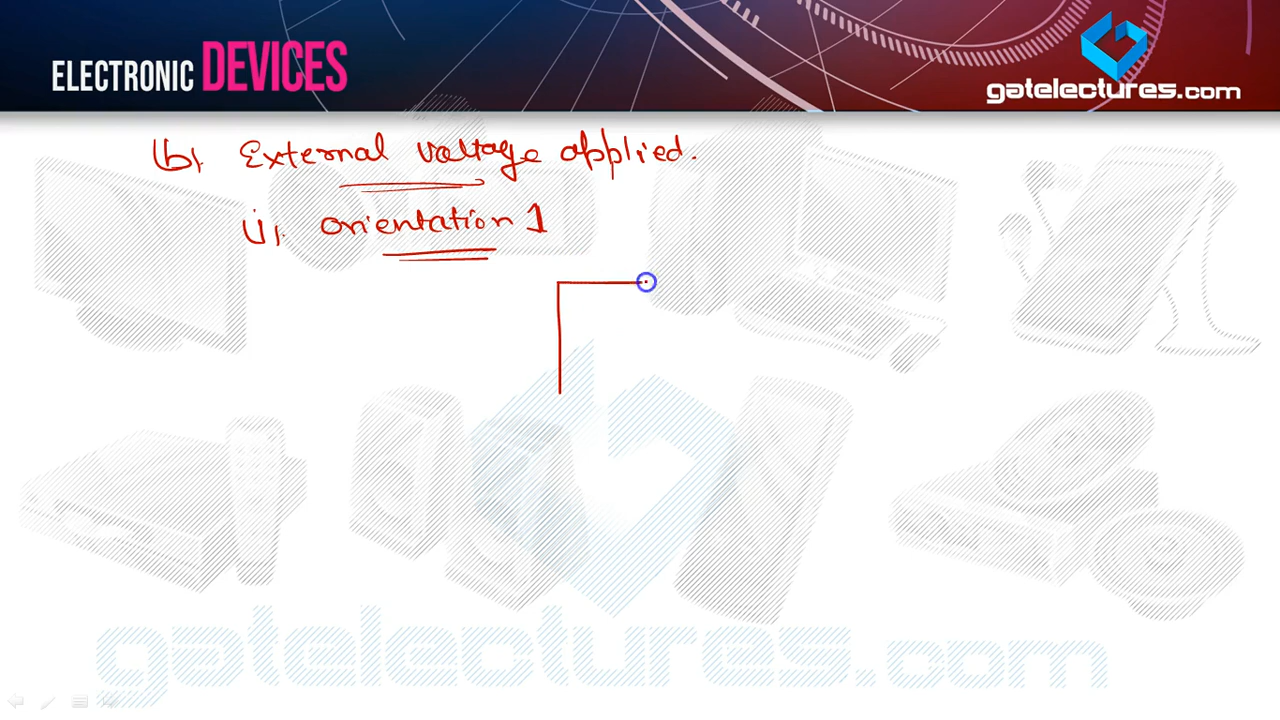 ELECTRONIC DEVICES
gatelectures.com
(b). External voltage applied.
(i). Orientation 1
gatelectures.com